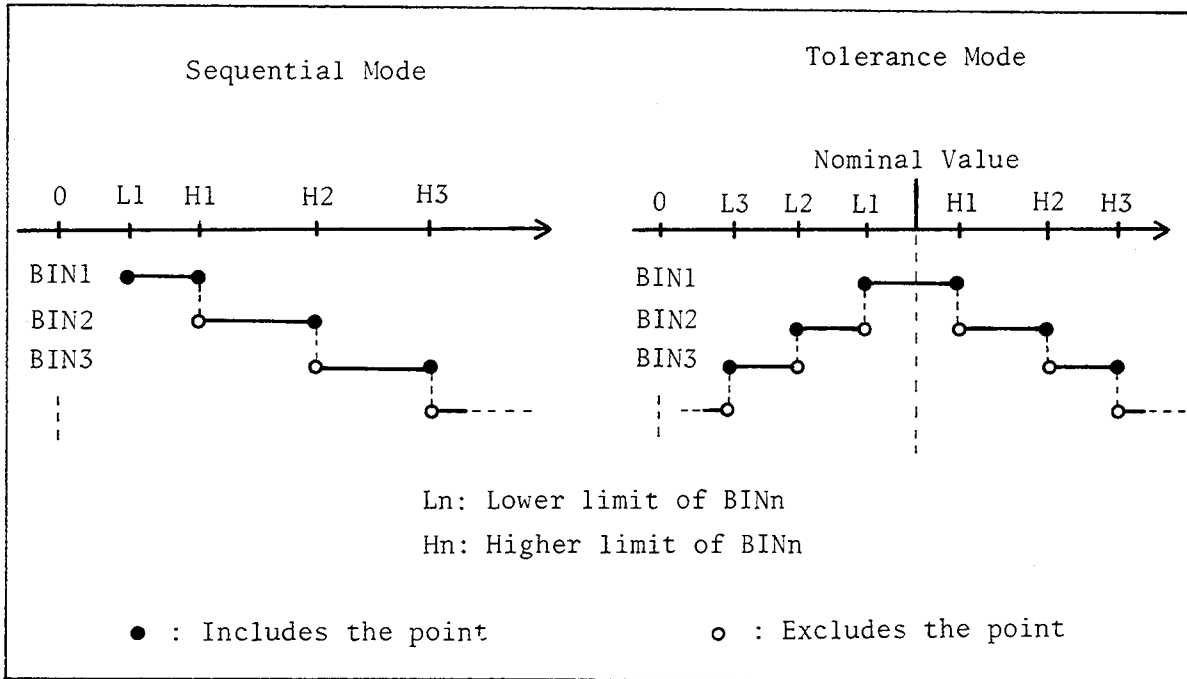 Sequential Mode
Tolerance Mode
Nominal Value
0 L1 H1 H2 H3
0 L3 L2 L1 H1 H2 H3
BIN1
BIN2
BIN3
BIN1
BIN2
BIN3
Ln: Lower limit of BINn
Hn: Higher limit of BINn
● : Includes the point
○ : Excludes the point